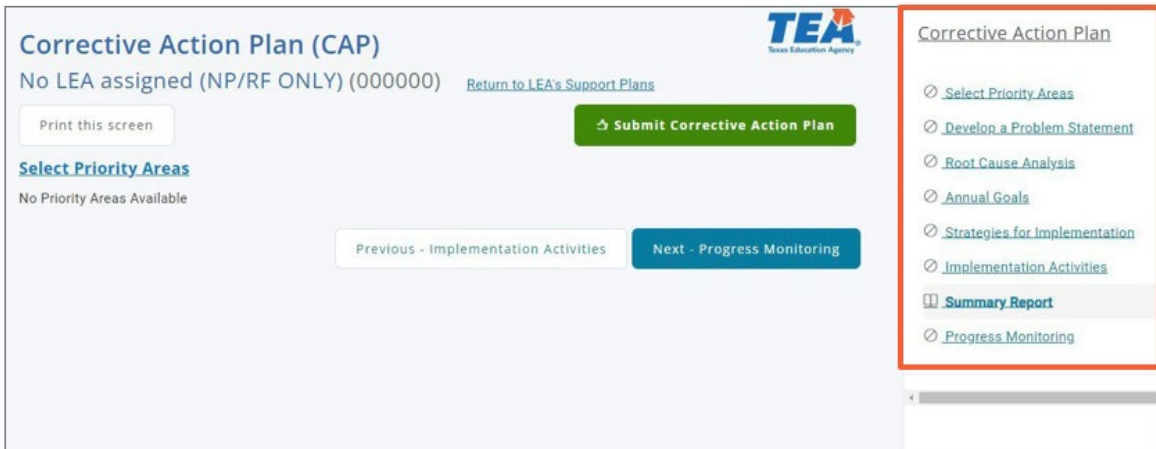 Corrective Action Plan (CAP)
TEA
Texas Education Agency
No LEA assigned (NP/RF ONLY) (000000)
Return to LEA's Support Plans
Print this screen
Submit Corrective Action Plan
Select Priority Areas
No Priority Areas Available
Previous - Implementation Activities
Next - Progress Monitoring
Corrective Action Plan
Select Priority Areas
Develop a Problem Statement
Root Cause Analysis
Annual Goals
Strategies for Implementation
Implementation Activities
Summary Report
Progress Monitoring